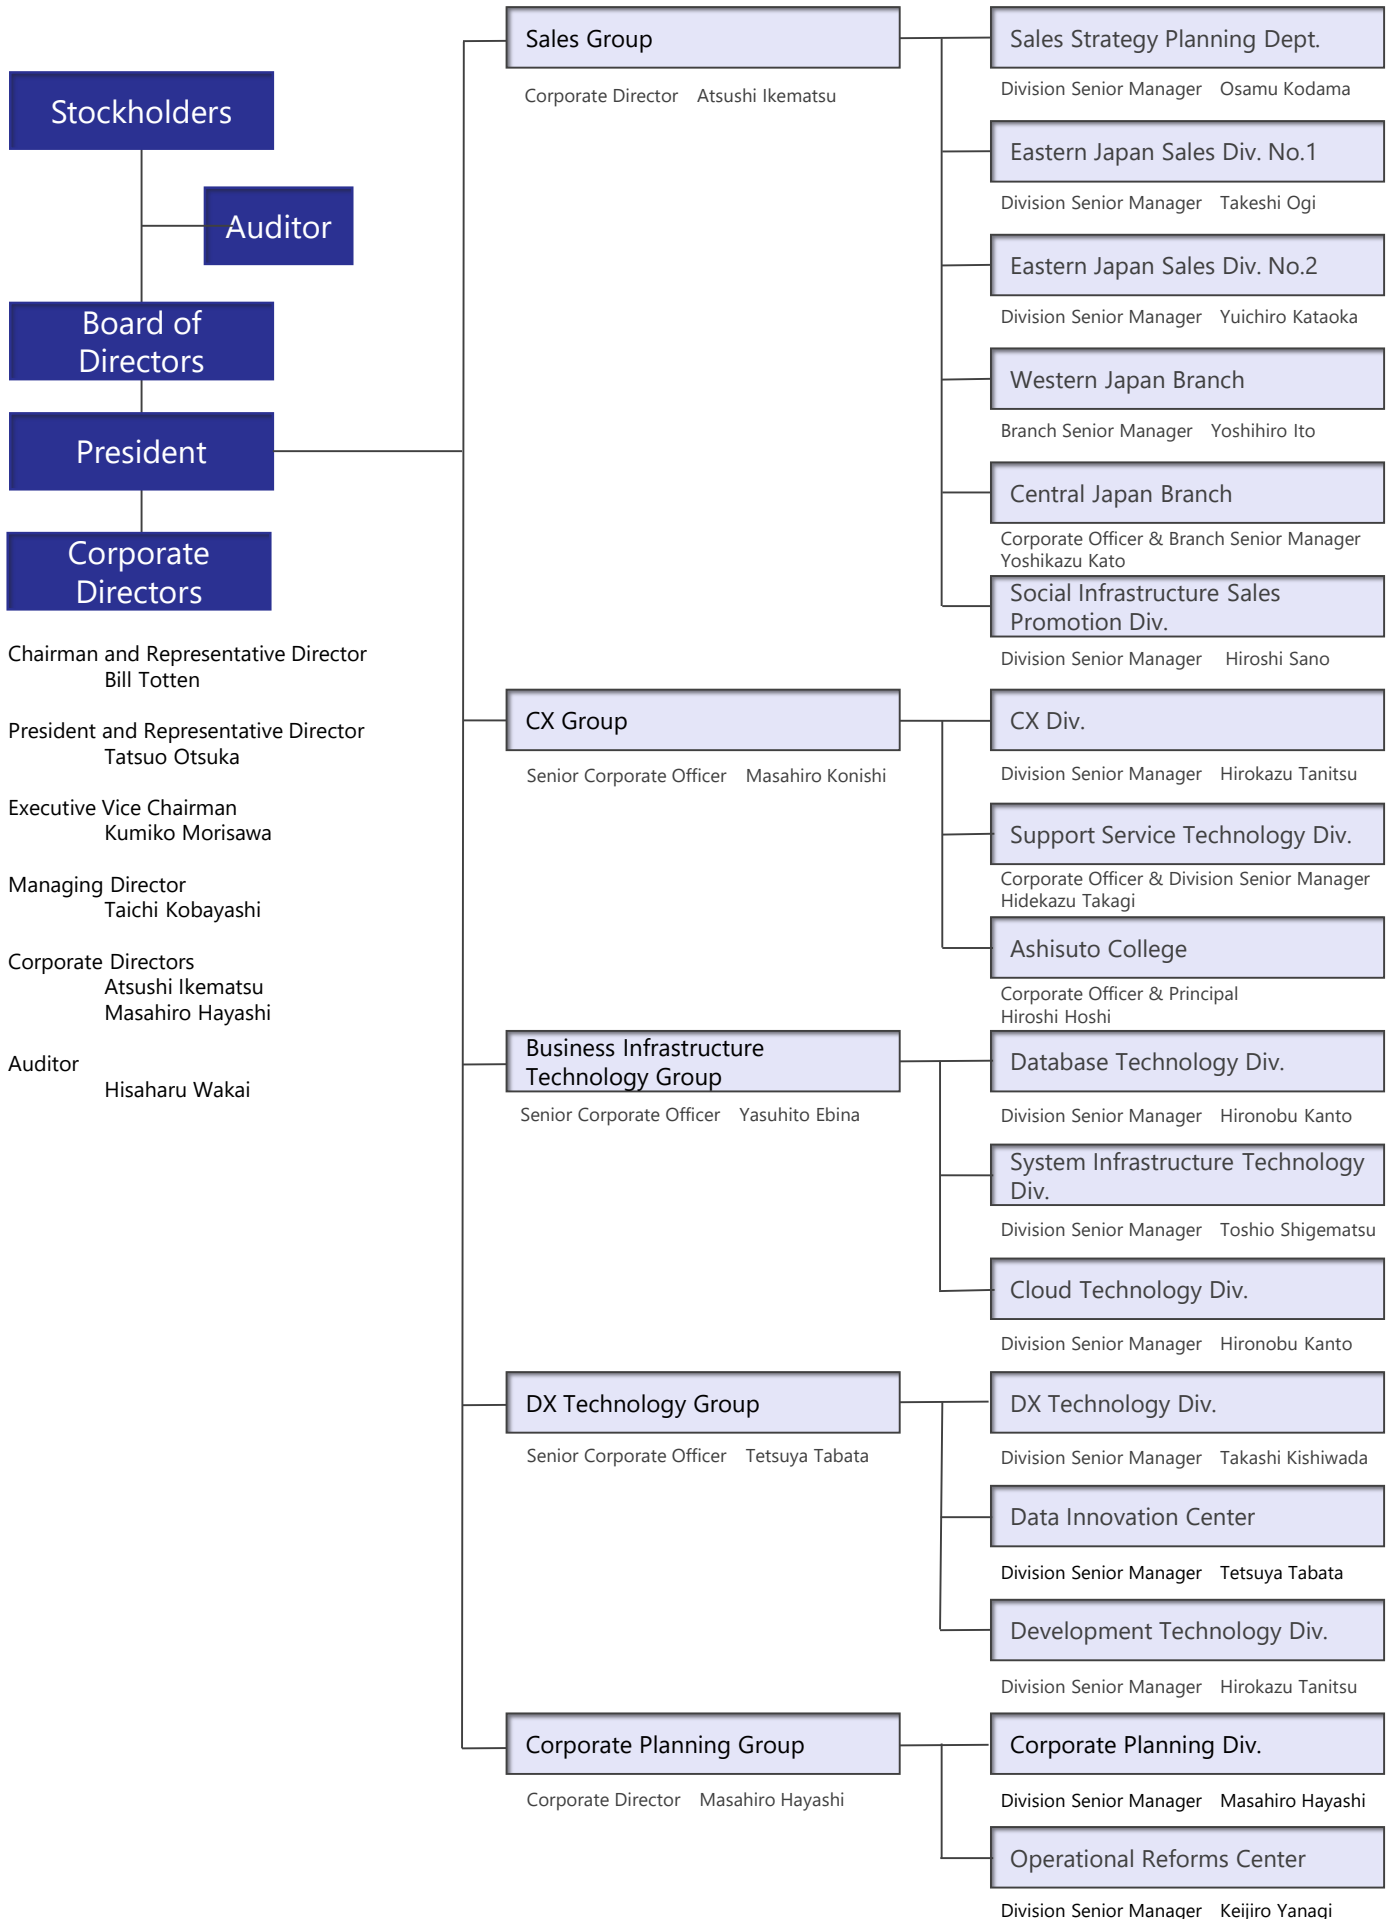 Stockholders
Auditor
Board of
Directors
President
Corporate
Directors
Chairman and Representative Director
Bill Totten
President and Representative Director
Tatsuo Otsuka
Executive Vice Chairman
Kumiko Morisawa
Managing Director
Taichi Kobayashi
Corporate Directors
Atsushi Ikematsu
Masahiro Hayashi
Auditor
Hisaharu Wakai
Sales Group
Corporate Director Atsushi Ikematsu
Sales Strategy Planning Dept.
Division Senior Manager Osamu Kodama
Eastern Japan Sales Div. No.1
Division Senior Manager Takeshi Ogi
Eastern Japan Sales Div. No.2
Division Senior Manager Yuichiro Kataoka
Western Japan Branch
Branch Senior Manager Yoshihiro Ito
Central Japan Branch
Corporate Officer & Branch Senior Manager
Yoshikazu Kato
Social Infrastructure Sales
Promotion Div.
Division Senior Manager Hiroshi Sano
CX Group
Senior Corporate Officer Masahiro Konishi
CX Div.
Division Senior Manager Hirokazu Tanitsu
Support Service Technology Div.
Corporate Officer & Division Senior Manager
Hidekazu Takagi
Ashisuto College
Corporate Officer & Principal
Hiroshi Hoshi
Business Infrastructure
Technology Group
Senior Corporate Officer Yasuhito Ebina
Database Technology Div.
Division Senior Manager Hironobu Kanto
System Infrastructure Technology
Div.
Division Senior Manager Toshio Shigematsu
Cloud Technology Div.
Division Senior Manager Hironobu Kanto
DX Technology Group
Senior Corporate Officer Tetsuya Tabata
DX Technology Div.
Division Senior Manager Takashi Kishiwada
Data Innovation Center
Division Senior Manager Tetsuya Tabata
Development Technology Div.
Division Senior Manager Hirokazu Tanitsu
Corporate Planning Group
Corporate Director Masahiro Hayashi
Corporate Planning Div.
Division Senior Manager Masahiro Hayashi
Operational Reforms Center
Division Senior Manager Keijiro Yanagi